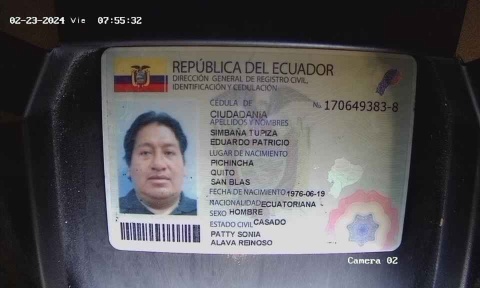 02-23-2024 Vie 07:55:32
REPÚBLICA DEL ECUADOR
DIRECCIÓN GENERAL DE REGISTRO CIVIL,
IDENTIFICACIÓN Y CEDULACIÓN
CÉDULA DE
CIUDADANÍA
No. 170649383-8
APELLIDOS Y NOMBRES
SIMBAÑA TUPIZA
EDUARDO PATRICIO
LUGAR DE NACIMIENTO
PICHINCHA
QUITO
SAN BLAS
FECHA DE NACIMIENTO 1976-06-19
NACIONALIDAD ECUATORIANA
SEXO HOMBRE
ESTADO CIVIL CASADO
PATTY SONIA
ALAVA REINOSO
Camera 02